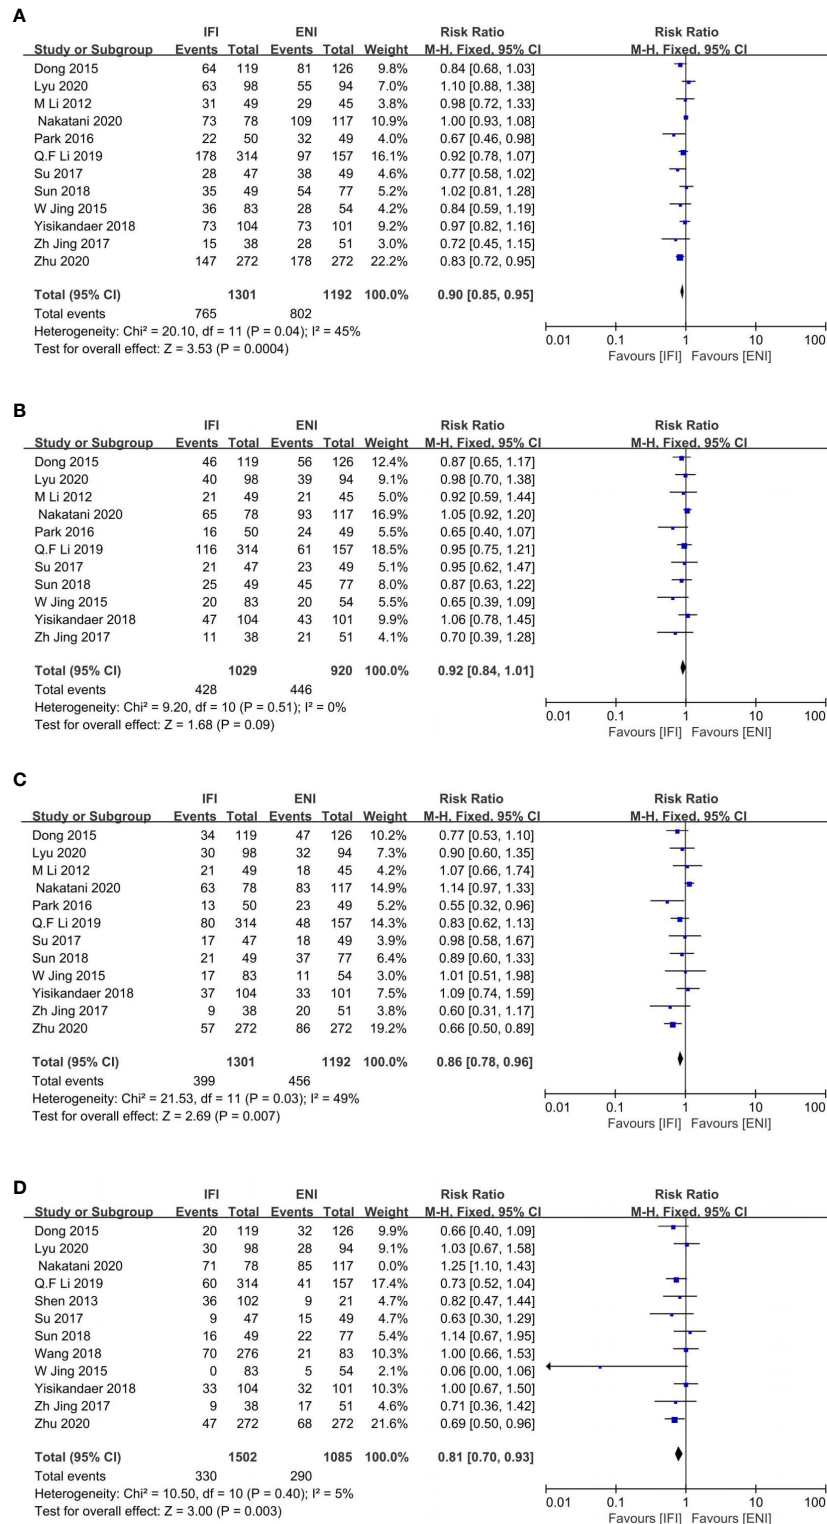 A
IFI ENI Risk Ratio Risk Ratio
Study or Subgroup Events Total Events Total Weight M-H, Fixed, 95% CI M-H, Fixed, 95% CI
Dong 2015 64 119 81 126 9.8% 0.84 [0.68, 1.03]
Lyu 2020 63 98 55 94 7.0% 1.10 [0.88, 1.38]
M Li 2012 31 49 29 45 3.8% 0.98 [0.72, 1.33]
Nakatani 2020 73 78 109 117 10.9% 1.00 [0.93, 1.08]
Park 2016 22 50 32 49 4.0% 0.67 [0.46, 0.98]
Q.F Li 2019 178 314 97 157 16.1% 0.92 [0.78, 1.07]
Su 2017 28 47 38 49 4.6% 0.77 [0.58, 1.02]
Sun 2018 35 49 54 77 5.2% 1.02 [0.81, 1.28]
W Jing 2015 36 83 28 54 4.2% 0.84 [0.59, 1.19]
Yisikandaer 2018 73 104 73 101 9.2% 0.97 [0.82, 1.16]
Zh Jing 2017 15 38 28 51 3.0% 0.72 [0.45, 1.15]
Zhu 2020 147 272 178 272 22.2% 0.83 [0.72, 0.95]
Total (95% CI) 1301 1192 100.0% 0.90 [0.85, 0.95]
Total events 765 802
Heterogeneity: Chi² = 20.10, df = 11 (P = 0.04); I² = 45%
Test for overall effect: Z = 3.53 (P = 0.0004)
0.01 0.1 1 10 100
Favours [IFI] Favours [ENI]
B
IFI ENI Risk Ratio Risk Ratio
Study or Subgroup Events Total Events Total Weight M-H, Fixed, 95% CI M-H, Fixed, 95% CI
Dong 2015 46 119 56 126 12.4% 0.87 [0.65, 1.17]
Lyu 2020 40 98 39 94 9.1% 0.98 [0.70, 1.38]
M Li 2012 21 49 21 45 5.0% 0.92 [0.59, 1.44]
Nakatani 2020 65 78 93 117 16.9% 1.05 [0.92, 1.20]
Park 2016 16 50 24 49 5.5% 0.65 [0.40, 1.07]
Q.F Li 2019 116 314 61 157 18.5% 0.95 [0.75, 1.21]
Su 2017 21 47 23 49 5.1% 0.95 [0.62, 1.47]
Sun 2018 25 49 45 77 8.0% 0.87 [0.63, 1.22]
W Jing 2015 20 83 20 54 5.5% 0.65 [0.39, 1.09]
Yisikandaer 2018 47 104 43 101 9.9% 1.06 [0.78, 1.45]
Zh Jing 2017 11 38 21 51 4.1% 0.70 [0.39, 1.28]
Total (95% CI) 1029 920 100.0% 0.92 [0.84, 1.01]
Total events 428 446
Heterogeneity: Chi² = 9.20, df = 10 (P = 0.51); I² = 0%
Test for overall effect: Z = 1.68 (P = 0.09)
0.01 0.1 1 10 100
Favours [IFI] Favours [ENI]
C
IFI ENI Risk Ratio Risk Ratio
Study or Subgroup Events Total Events Total Weight M-H, Fixed, 95% CI M-H, Fixed, 95% CI
Dong 2015 34 119 47 126 10.2% 0.77 [0.53, 1.10]
Lyu 2020 30 98 32 94 7.3% 0.90 [0.60, 1.35]
M Li 2012 21 49 18 45 4.2% 1.07 [0.66, 1.74]
Nakatani 2020 63 78 83 117 14.9% 1.14 [0.97, 1.33]
Park 2016 13 50 23 49 5.2% 0.55 [0.32, 0.96]
Q.F Li 2019 80 314 48 157 14.3% 0.83 [0.62, 1.13]
Su 2017 17 47 18 49 3.9% 0.98 [0.58, 1.67]
Sun 2018 21 49 37 77 6.4% 0.89 [0.60, 1.33]
W Jing 2015 17 83 11 54 3.0% 1.01 [0.51, 1.98]
Yisikandaer 2018 37 104 33 101 7.5% 1.09 [0.74, 1.59]
Zh Jing 2017 9 38 20 51 3.8% 0.60 [0.31, 1.17]
Zhu 2020 57 272 86 272 19.2% 0.66 [0.50, 0.89]
Total (95% CI) 1301 1192 100.0% 0.86 [0.78, 0.96]
Total events 399 456
Heterogeneity: Chi² = 21.53, df = 11 (P = 0.03); I² = 49%
Test for overall effect: Z = 2.69 (P = 0.007)
0.01 0.1 1 10 100
Favours [IFI] Favours [ENI]
D
IFI ENI Risk Ratio Risk Ratio
Study or Subgroup Events Total Events Total Weight M-H, Fixed, 95% CI M-H, Fixed, 95% CI
Dong 2015 20 119 32 126 9.9% 0.66 [0.40, 1.09]
Lyu 2020 30 98 28 94 9.1% 1.03 [0.67, 1.58]
Nakatani 2020 71 78 85 117 0.0% 1.25 [1.10, 1.43]
Q.F Li 2019 60 314 41 157 17.4% 0.73 [0.52, 1.04]
Shen 2013 36 102 9 21 4.7% 0.82 [0.47, 1.44]
Su 2017 9 47 15 49 4.7% 0.63 [0.30, 1.29]
Sun 2018 16 49 22 77 5.4% 1.14 [0.67, 1.95]
Wang 2018 70 276 21 83 10.3% 1.00 [0.66, 1.53]
W Jing 2015 0 83 5 54 2.1% 0.06 [0.00, 1.06]
Yisikandaer 2018 33 104 32 101 10.3% 1.00 [0.67, 1.50]
Zh Jing 2017 9 38 17 51 4.6% 0.71 [0.36, 1.42]
Zhu 2020 47 272 68 272 21.6% 0.69 [0.50, 0.96]
Total (95% CI) 1502 1085 100.0% 0.81 [0.70, 0.93]
Total events 330 290
Heterogeneity: Chi² = 10.50, df = 10 (P = 0.40); I² = 5%
Test for overall effect: Z = 3.00 (P = 0.003)
0.01 0.1 1 10 100
Favours [IFI] Favours [ENI]